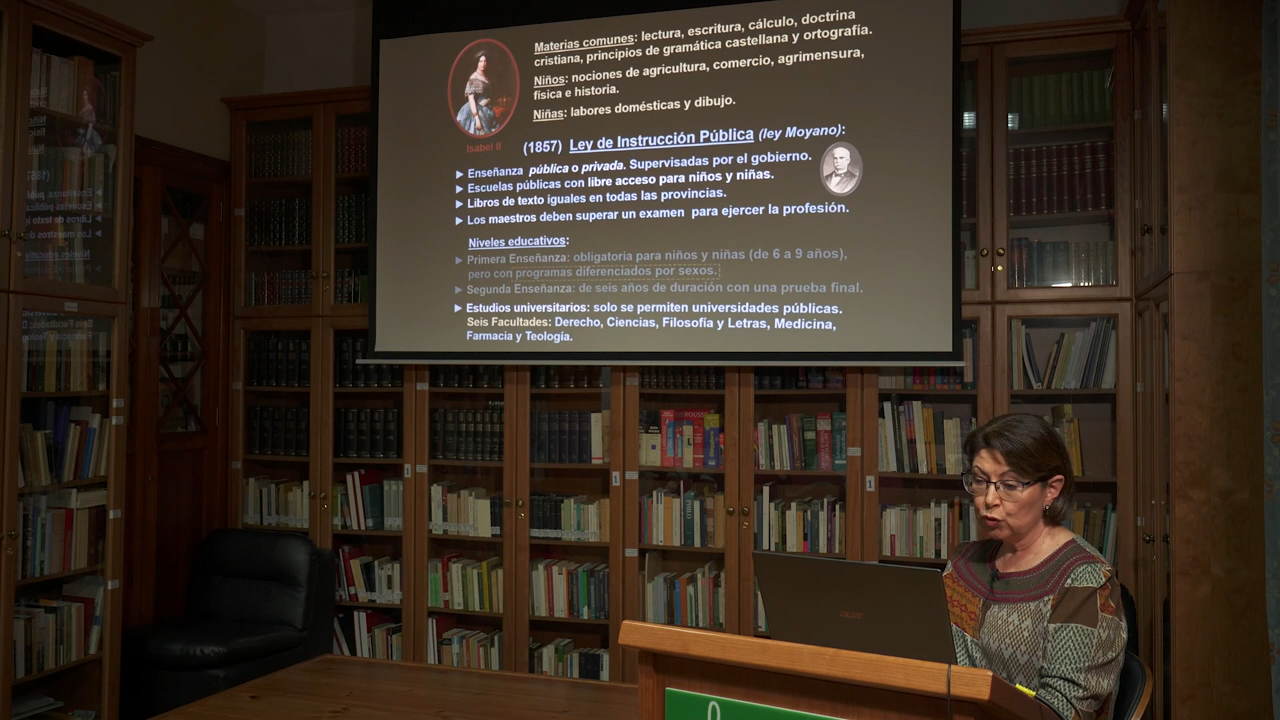 Materias comunes: lectura, escritura, cálculo, doctrina
cristiana, principios de gramática castellana y ortografía.
Niños: nociones de agricultura, comercio, agrimensura,
física e historia.
Niñas: labores domésticas y dibujo.
Isabel II
(1857) Ley de Instrucción Pública (ley Moyano):
Enseñanza pública o privada. Supervisadas por el gobierno.
Escuelas públicas con libre acceso para niños y niñas.
Libros de texto iguales en todas las provincias.
Los maestros deben superar un examen para ejercer la profesión.
Niveles educativos:
Primera Enseñanza: obligatoria para niños y niñas (de 6 a 9 años),
pero con programas diferenciados por sexos.
Segunda Enseñanza: de seis años de duración con una prueba final.
Estudios universitarios: solo se permiten universidades públicas.
Seis Facultades: Derecho, Ciencias, Filosofía y Letras, Medicina,
Farmacia y Teología.
acer